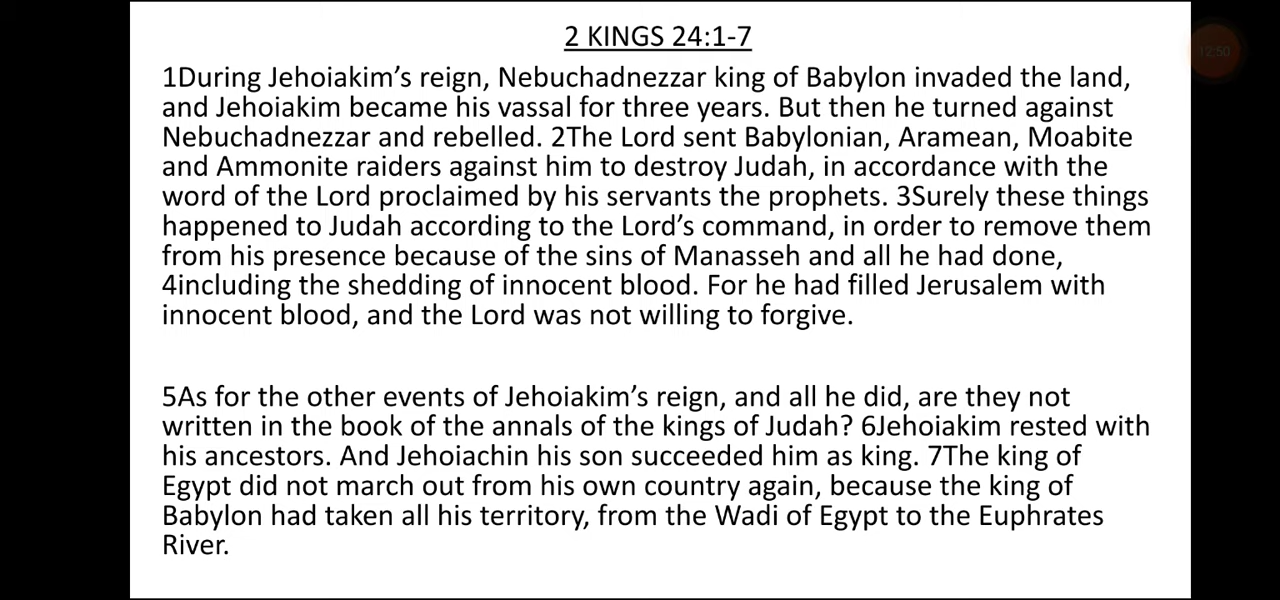 2 KINGS 24:1-7
12:50
1During Jehoiakim’s reign, Nebuchadnezzar king of Babylon invaded the land,
and Jehoiakim became his vassal for three years. But then he turned against
Nebuchadnezzar and rebelled. 2The Lord sent Babylonian, Aramean, Moabite
and Ammonite raiders against him to destroy Judah, in accordance with the
word of the Lord proclaimed by his servants the prophets. 3Surely these things
happened to Judah according to the Lord’s command, in order to remove them
from his presence because of the sins of Manasseh and all he had done,
4including the shedding of innocent blood. For he had filled Jerusalem with
innocent blood, and the Lord was not willing to forgive.
5As for the other events of Jehoiakim’s reign, and all he did, are they not
written in the book of the annals of the kings of Judah? 6Jehoiakim rested with
his ancestors. And Jehoiachin his son succeeded him as king. 7The king of
Egypt did not march out from his own country again, because the king of
Babylon had taken all his territory, from the Wadi of Egypt to the Euphrates
River.